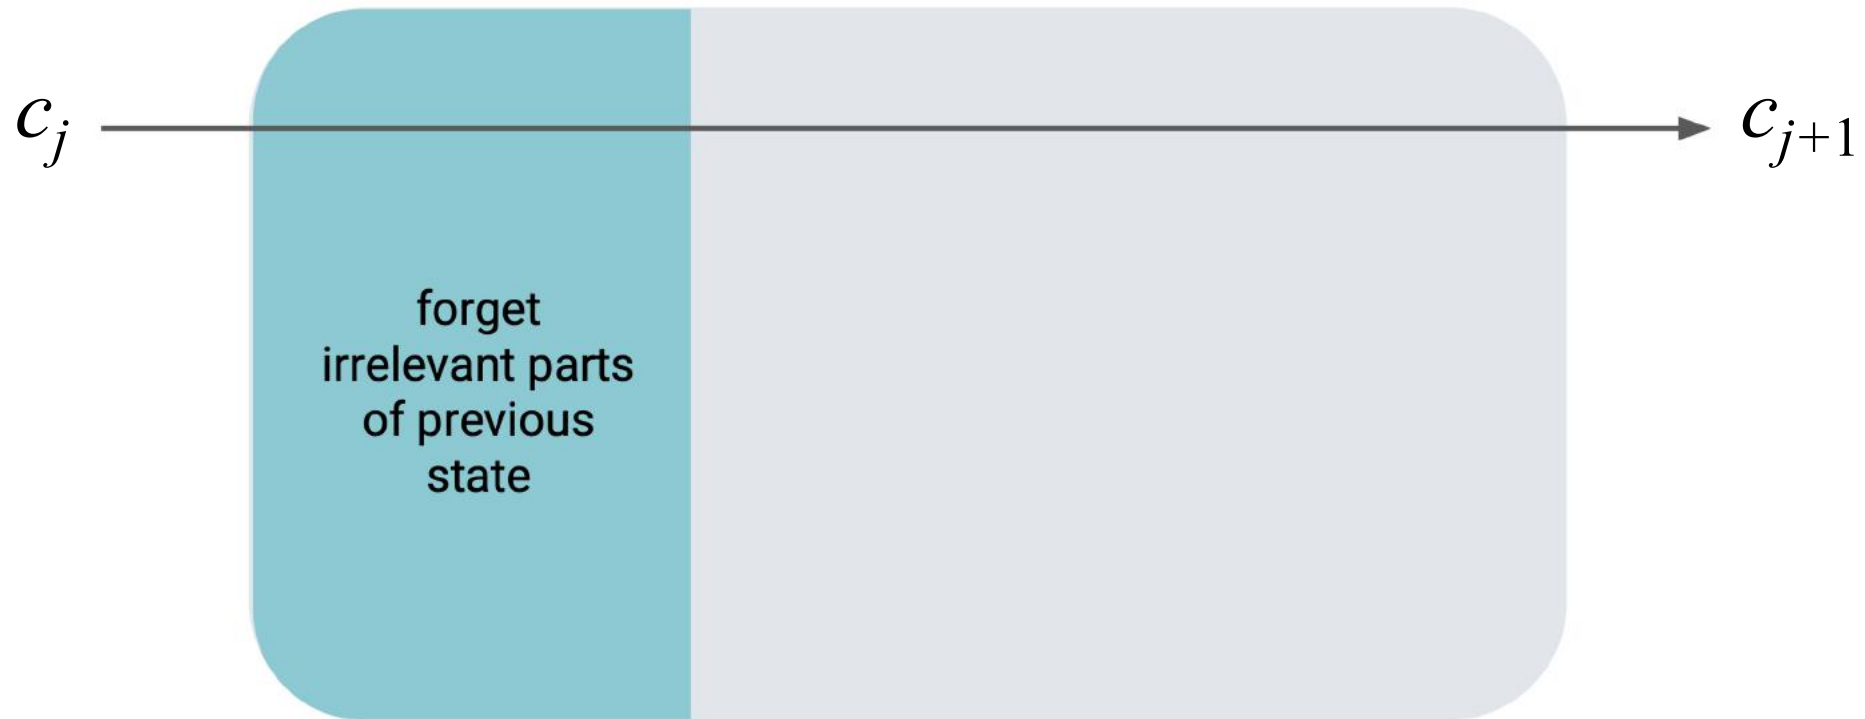 c_j
c_{j+1}
forget
irrelevant parts
of previous
state